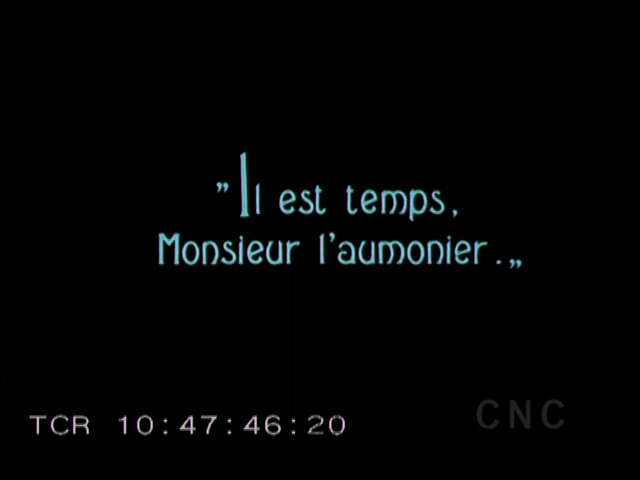 "Il est temps,
Monsieur l'aumonier.„
TCR 10:47:46:20
CNC